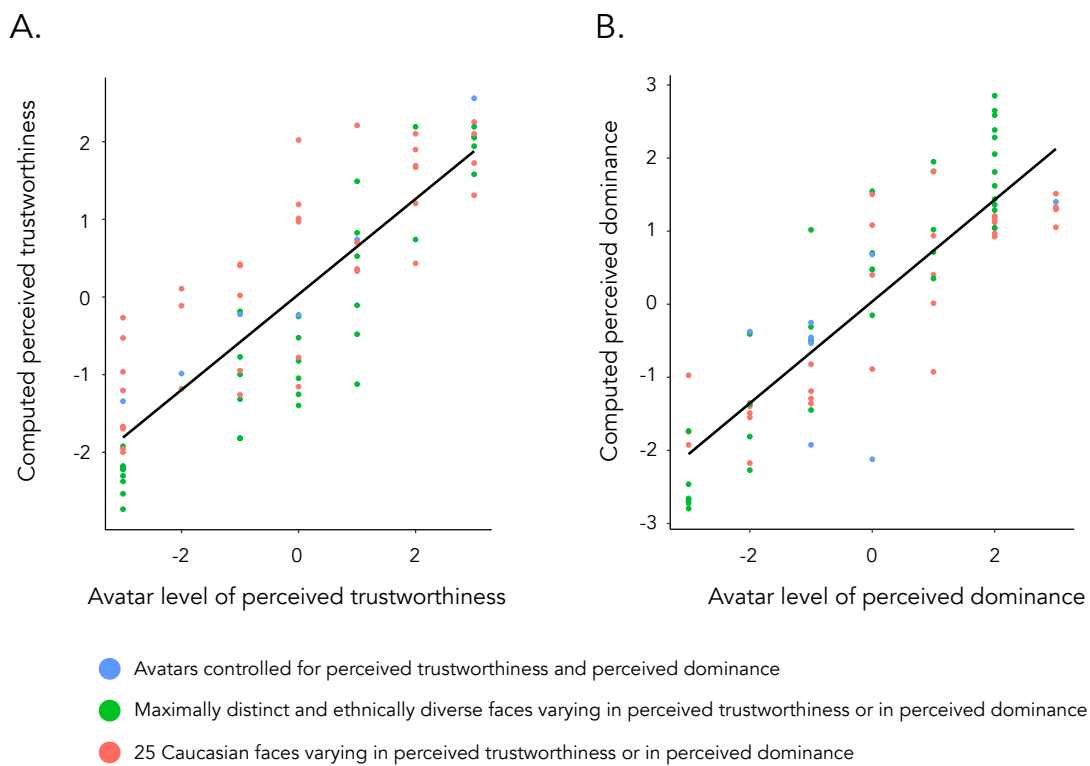 A.
B.
Computed perceived trustworthiness
2
1
0
-1
-2
-2
0
2
Avatar level of perceived trustworthiness
Computed perceived dominance
3
2
1
0
-1
-2
-3
-2
0
2
Avatar level of perceived dominance
Avatars controlled for perceived trustworthiness and perceived dominance
Maximally distinct and ethnically diverse faces varying in perceived trustworthiness or in perceived dominance
25 Caucasian faces varying in perceived trustworthiness or in perceived dominance